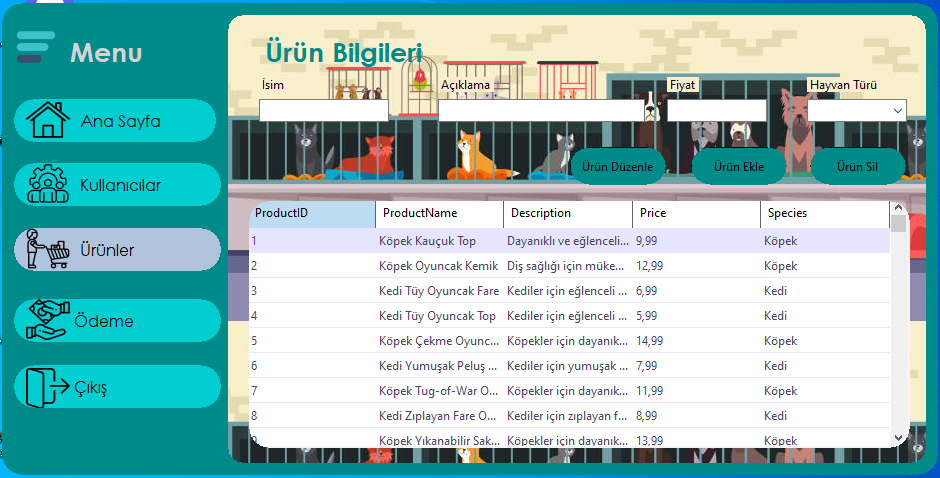 Menu
Ana Sayfa
Kullanıcılar
Ürünler
Ödeme
Çıkış
Ürün Bilgileri
İsim Açıklama Fiyat Hayvan Türü
Ürün Düzenle Ürün Ekle Ürün Sil
ProductID ProductName Description Price Species
1 Köpek Kauçuk Top Dayanıklı ve eğlenceli... 9,99 Köpek
2 Köpek Oyuncak Kemik Diş sağlığı için müke... 12,99 Köpek
3 Kedi Tüy Oyuncak Fare Kediler için eğlenceli ... 6,99 Kedi
4 Kedi Tüy Oyuncak Top Kediler için eğlenceli ... 5,99 Kedi
5 Köpek Çekme Oyunc... Köpekler için dayanık... 14,99 Köpek
6 Kedi Yumuşak Peluş ... Kediler için yumuşak ... 7,99 Kedi
7 Köpek Tug-of-War O... Köpekler için dayanık... 11,99 Köpek
8 Kedi Zıplayan Fare O... Kediler için zıplayan f... 8,99 Kedi
9 Köpek Yıkanabilir Sak... Köpekler için dayanık... 13,99 Köpek